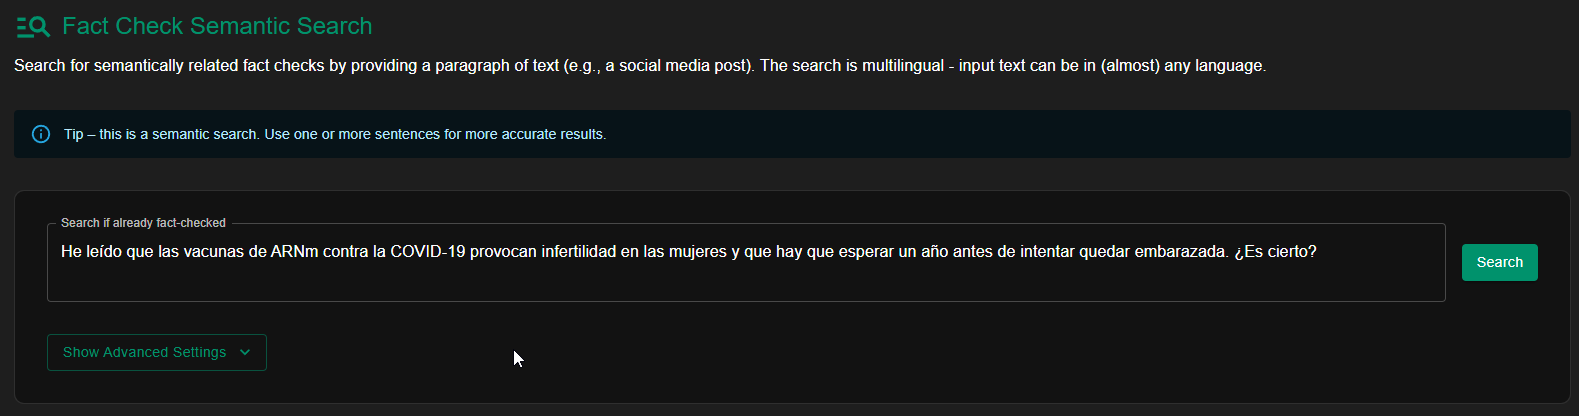 Fact Check Semantic Search
Search for semantically related fact checks by providing a paragraph of text (e.g., a social media post). The search is multilingual - input text can be in (almost) any language.
Tip – this is a semantic search. Use one or more sentences for more accurate results.
Search if already fact-checked
He leído que las vacunas de ARNm contra la COVID-19 provocan infertilidad en las mujeres y que hay que esperar un año antes de intentar quedar embarazada. ¿Es cierto?
Search
Show Advanced Settings